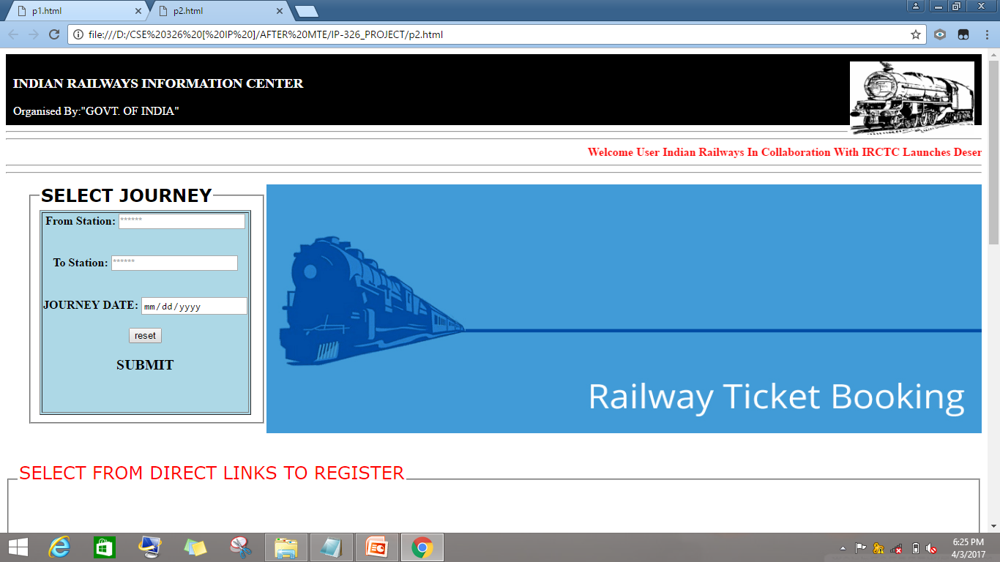 p1.html
p2.html
file:///D:/CSE%20326%20[%20IP%20]/AFTER%20MTE/IP-326_PROJECT/p2.html
INDIAN RAILWAYS INFORMATION CENTER
Organised By:"GOVT. OF INDIA"
Welcome User Indian Railways In Collaboration With IRCTC Launches Deser
SELECT JOURNEY
From Station: ******
To Station: ******
JOURNEY DATE: mm/dd/yyyy
reset
SUBMIT
Railway Ticket Booking
SELECT FROM DIRECT LINKS TO REGISTER
6:25 PM
4/3/2017